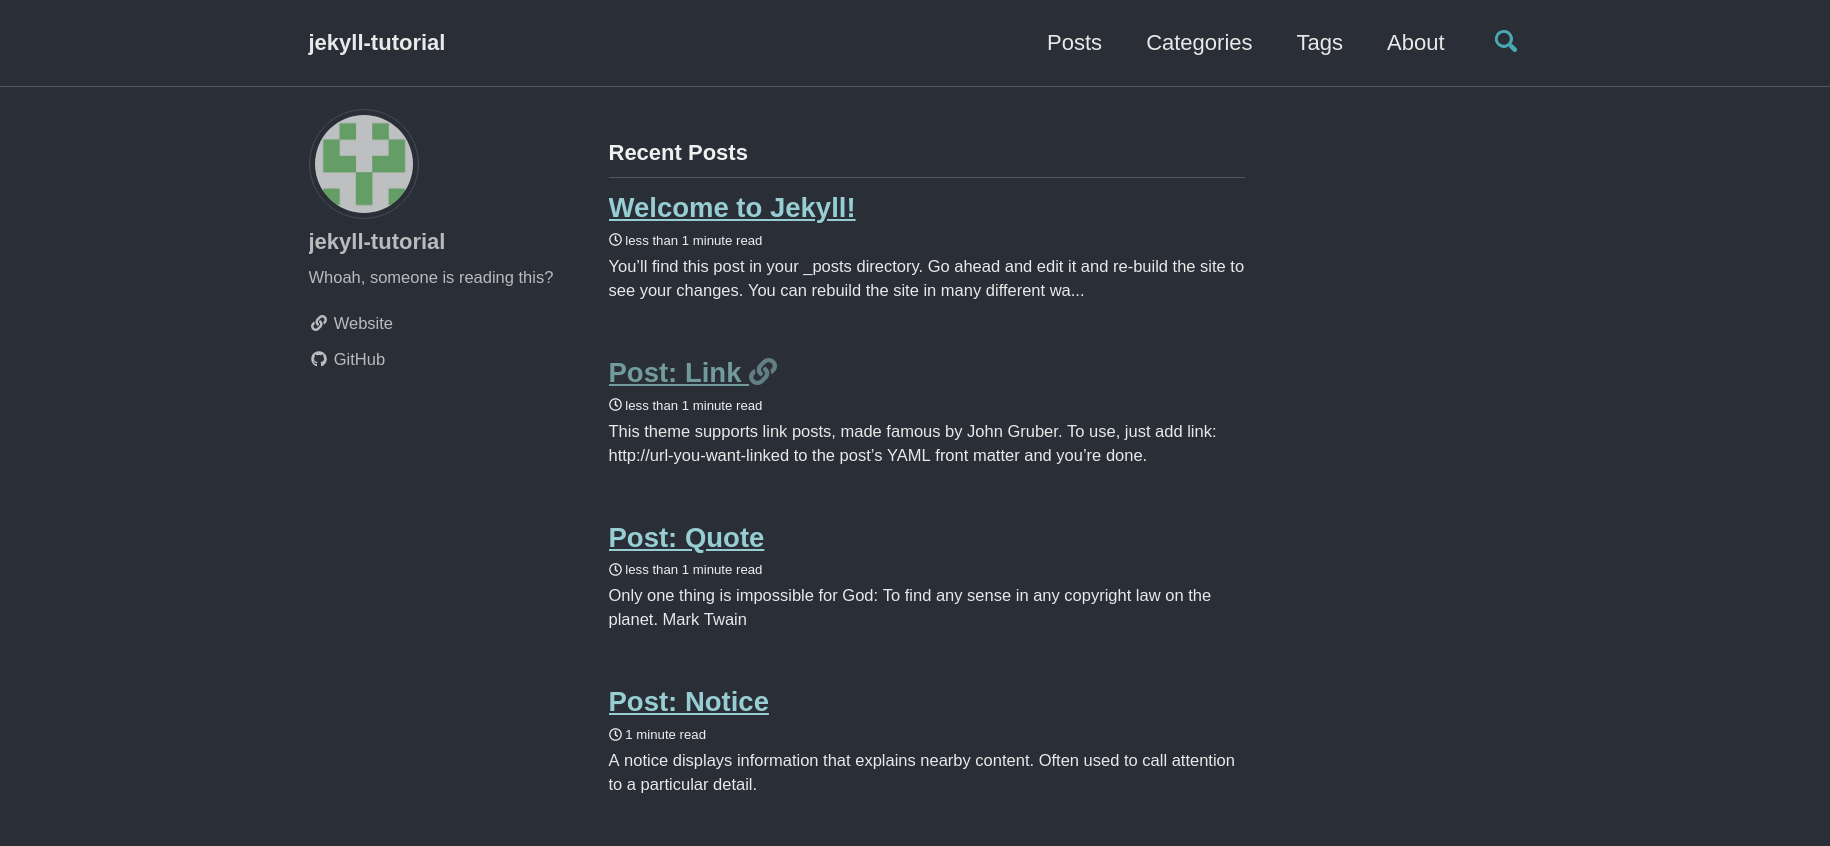 jekyll-tutorial
Posts
Categories
Tags
About
jekyll-tutorial
Whoah, someone is reading this?
Website
GitHub
Recent Posts
Welcome to Jekyll!
less than 1 minute read
You’ll find this post in your _posts directory. Go ahead and edit it and re-build the site to
see your changes. You can rebuild the site in many different wa...
Post: Link
less than 1 minute read
This theme supports link posts, made famous by John Gruber. To use, just add link:
http://url-you-want-linked to the post’s YAML front matter and you’re done.
Post: Quote
less than 1 minute read
Only one thing is impossible for God: To find any sense in any copyright law on the
planet. Mark Twain
Post: Notice
1 minute read
A notice displays information that explains nearby content. Often used to call attention
to a particular detail.